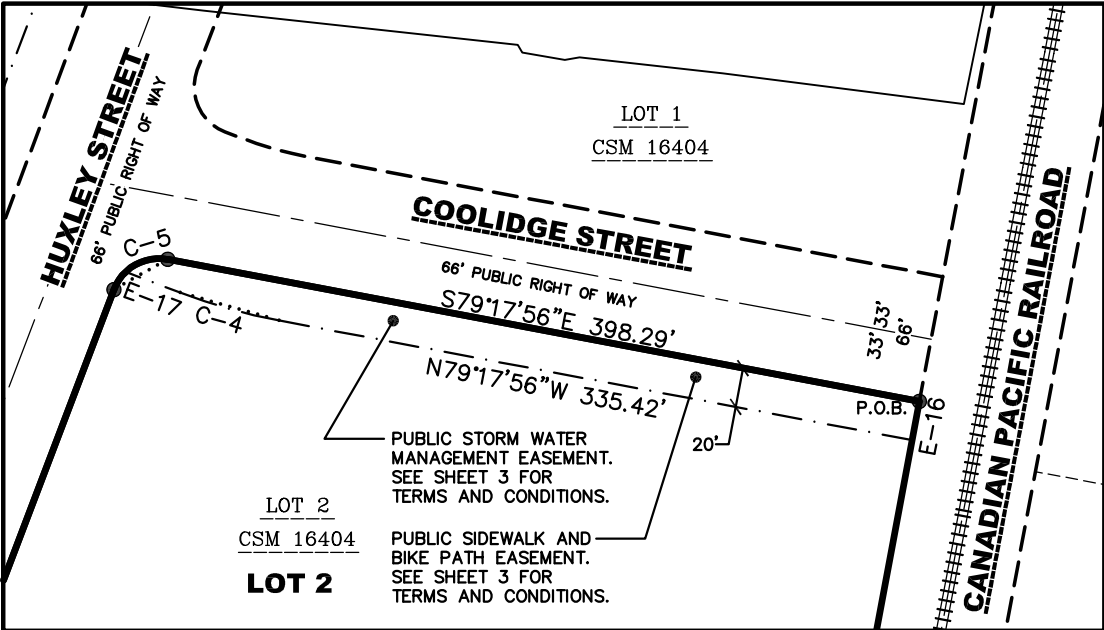 LOT 1
CSM 16404
HUXLEY STREET
66' PUBLIC RIGHT OF WAY
COOLIDGE STREET
66' PUBLIC RIGHT OF WAY
S79°17'56"E 398.29'
33' 33'
66'
CANADIAN PACIFIC RAILROAD
C-5
E-17
C-4
N79°17'56"W 335.42'
P.O.B.
E-16
20'
PUBLIC STORM WATER
MANAGEMENT EASEMENT.
SEE SHEET 3 FOR
TERMS AND CONDITIONS.
LOT 2
CSM 16404
LOT 2
PUBLIC SIDEWALK AND
BIKE PATH EASEMENT.
SEE SHEET 3 FOR
TERMS AND CONDITIONS.